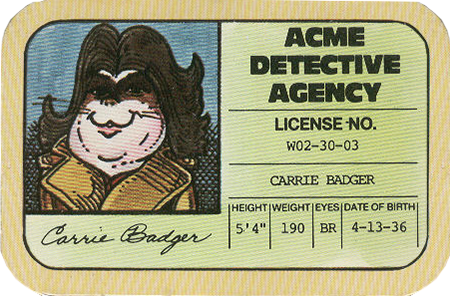 ACME
DETECTIVE
AGENCY
LICENSE NO.
W02-30-03
CARRIE BADGER
HEIGHT WEIGHT EYES DATE OF BIRTH
5'4" 190 BR 4-13-36
Carrie Badger